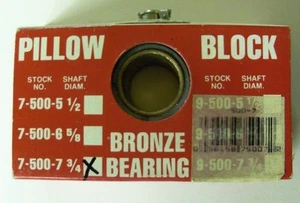 PILLOW BLOCK
STOCK NO. SHAFT DIAM. STOCK NO. SHAFT DIAM.
7-500-5 1/2 9-500-5 1/2
7-500-6 5/8
7-500-7 3/4 9-500-7 3/4
BRONZE
BEARING